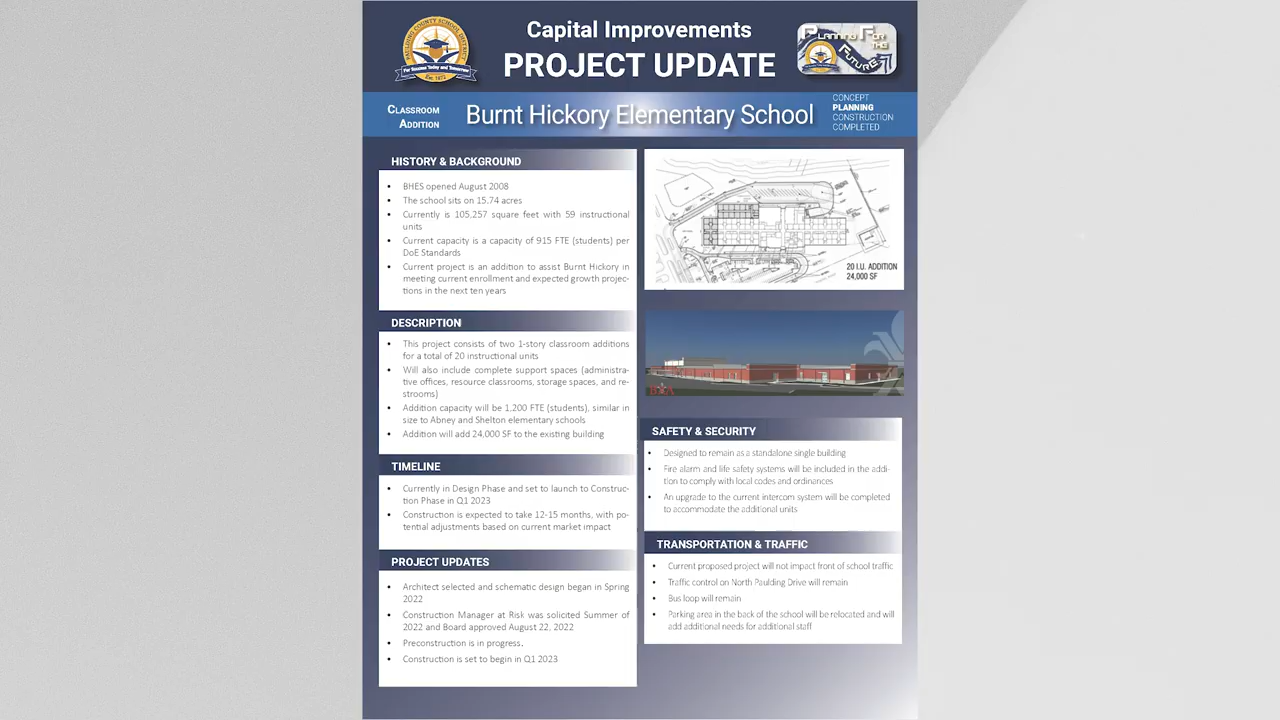 PAULDING COUNTY SCHOOL DISTRICT
For Success Today and Tomorrow
Est. 1872
Capital Improvements
PROJECT UPDATE
PLANNING FOR
THE
FUTURE
CLASSROOM
ADDITION
Burnt Hickory Elementary School
CONCEPT
PLANNING
CONSTRUCTION
COMPLETED
HISTORY & BACKGROUND
• BHES opened August 2008
• The school sits on 15.74 acres
• Currently is 105,257 square feet with 59 instructional
units
• Current capacity is a capacity of 915 FTE (students) per
DoE Standards
• Current project is an addition to assist Burnt Hickory in
meeting current enrollment and expected growth projec-
tions in the next ten years
DESCRIPTION
• This project consists of two 1-story classroom additions
for a total of 20 instructional units
• Will also include complete support spaces (administra-
tive offices, resource classrooms, storage spaces, and re-
strooms)
• Addition capacity will be 1,200 FTE (students), similar in
size to Abney and Shelton elementary schools
• Addition will add 24,000 SF to the existing building
TIMELINE
• Currently in Design Phase and set to launch to Construc-
tion Phase in Q1 2023
• Construction is expected to take 12-15 months, with po-
tential adjustments based on current market impact
PROJECT UPDATES
• Architect selected and schematic design began in Spring
2022
• Construction Manager at Risk was solicited Summer of
2022 and Board approved August 22, 2022
• Preconstruction is in progress.
• Construction is set to begin in Q1 2023
20 I.U. ADDITION
24,000 SF
SAFETY & SECURITY
• Designed to remain as a standalone single building
• Fire alarm and life safety systems will be included in the addi-
tion to comply with local codes and ordinances
• An upgrade to the current intercom system will be completed
to accommodate the additional units
TRANSPORTATION & TRAFFIC
• Current proposed project will not impact front of school traffic
• Traffic control on North Paulding Drive will remain
• Bus loop will remain
• Parking area in the back of the school will be relocated and will
add additional needs for additional staff